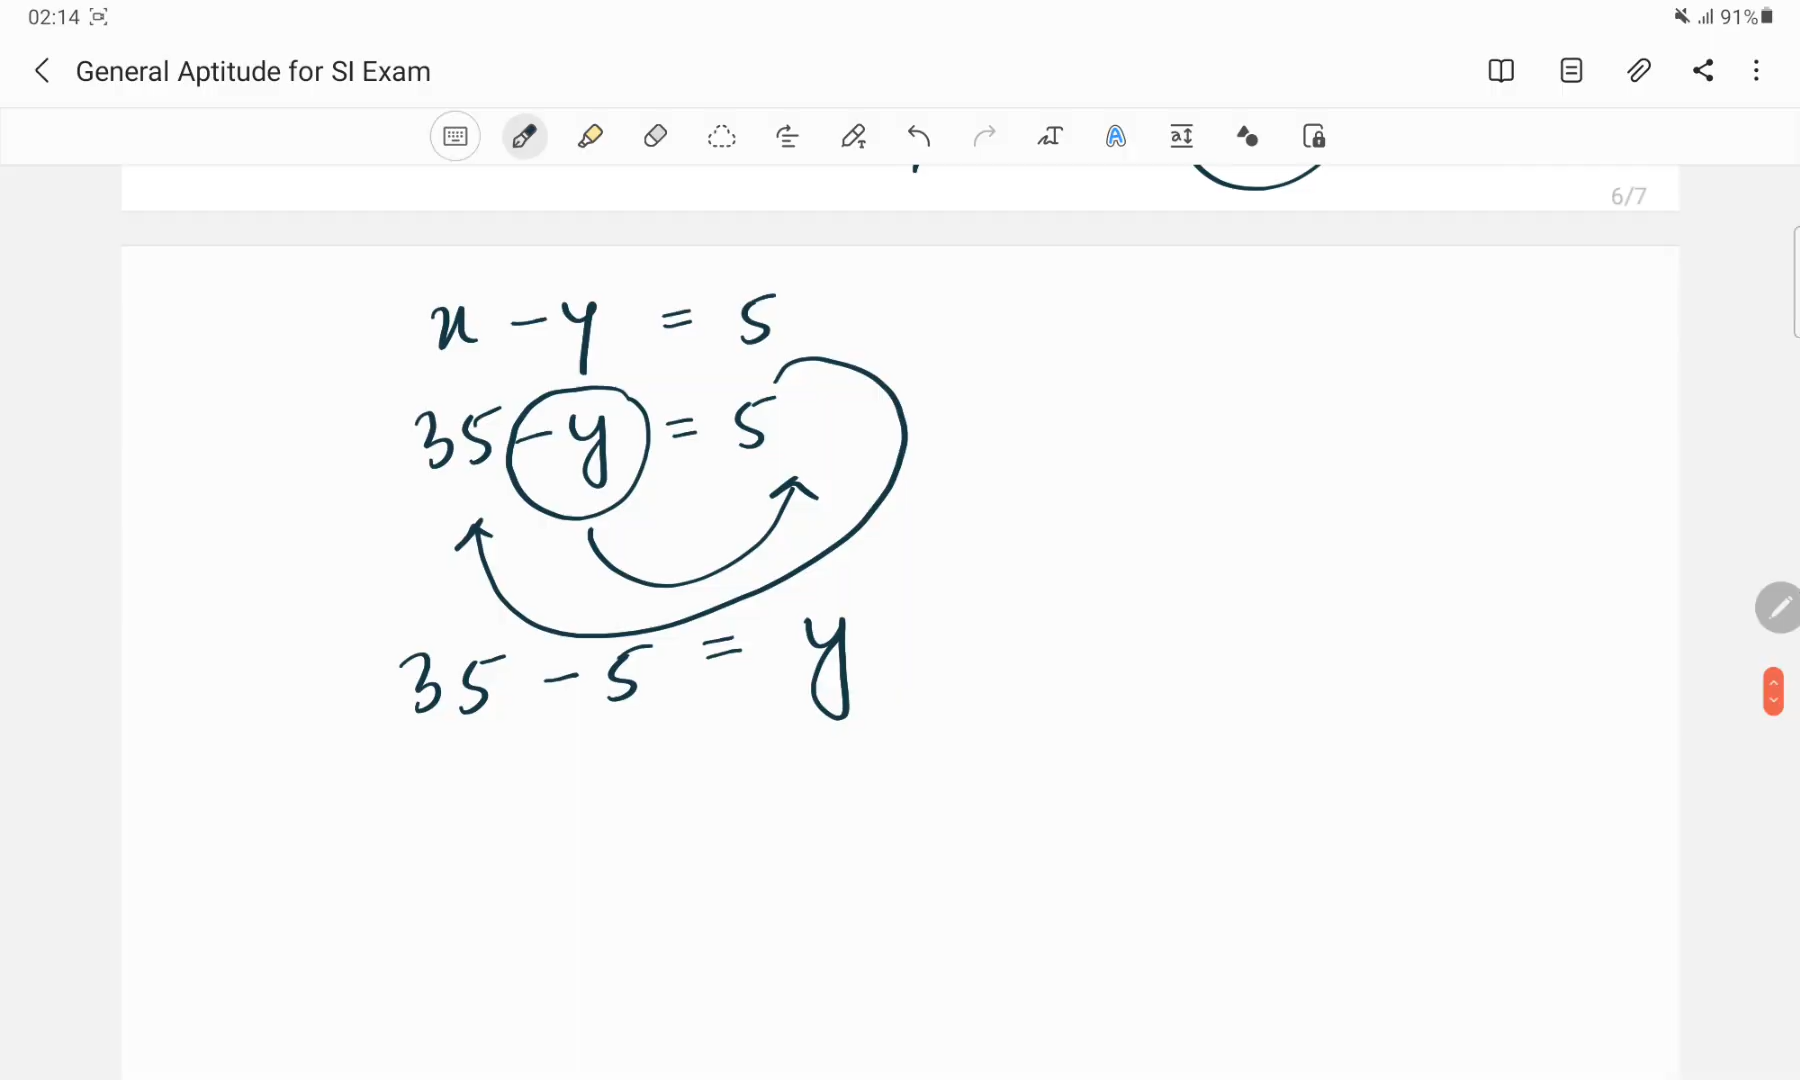 02:14 91%
General Aptitude for SI Exam
6/7
x - y = 5
35 - y = 5
35 - 5 = y